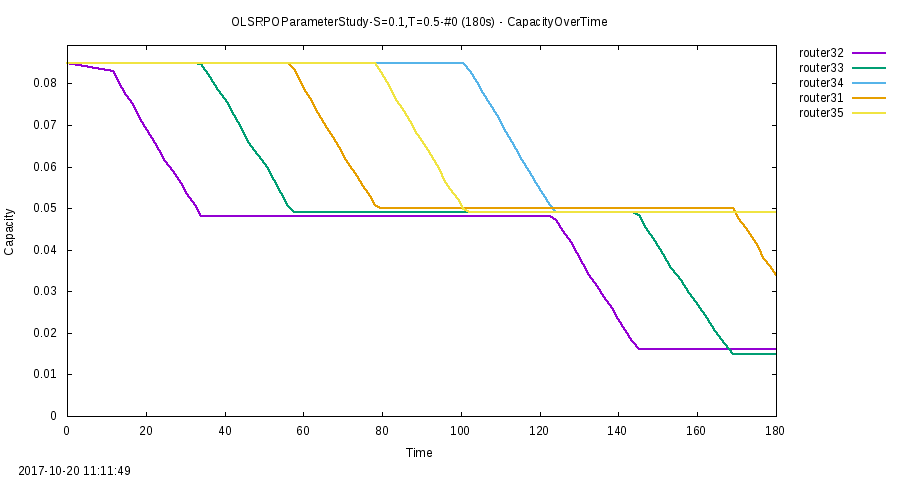 OLSRPOParameterStudy-S=0.1,T=0.5-#0 (180s) - CapacityOverTime
router32
router33
router34
router31
router35
0.08
0.07
0.06
0.05
0.04
0.03
0.02
0.01
0
Capacity
0 20 40 60 80 100 120 140 160 180
Time
2017-10-20 11:11:49